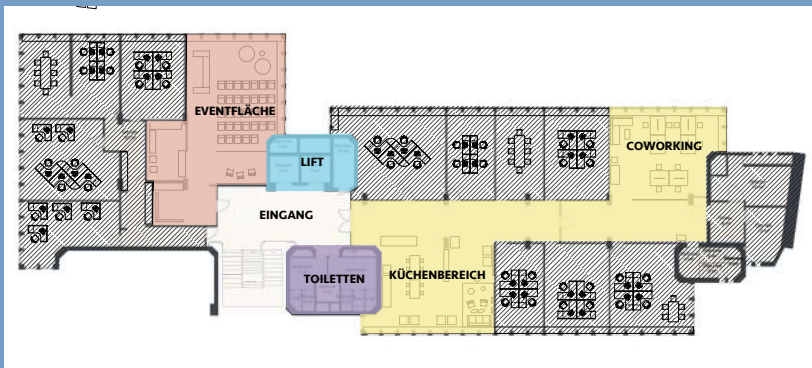 EVENTFLÄCHE
LIFT
COWORKING
EINGANG
TOILETTEN
KÜCHENBEREICH